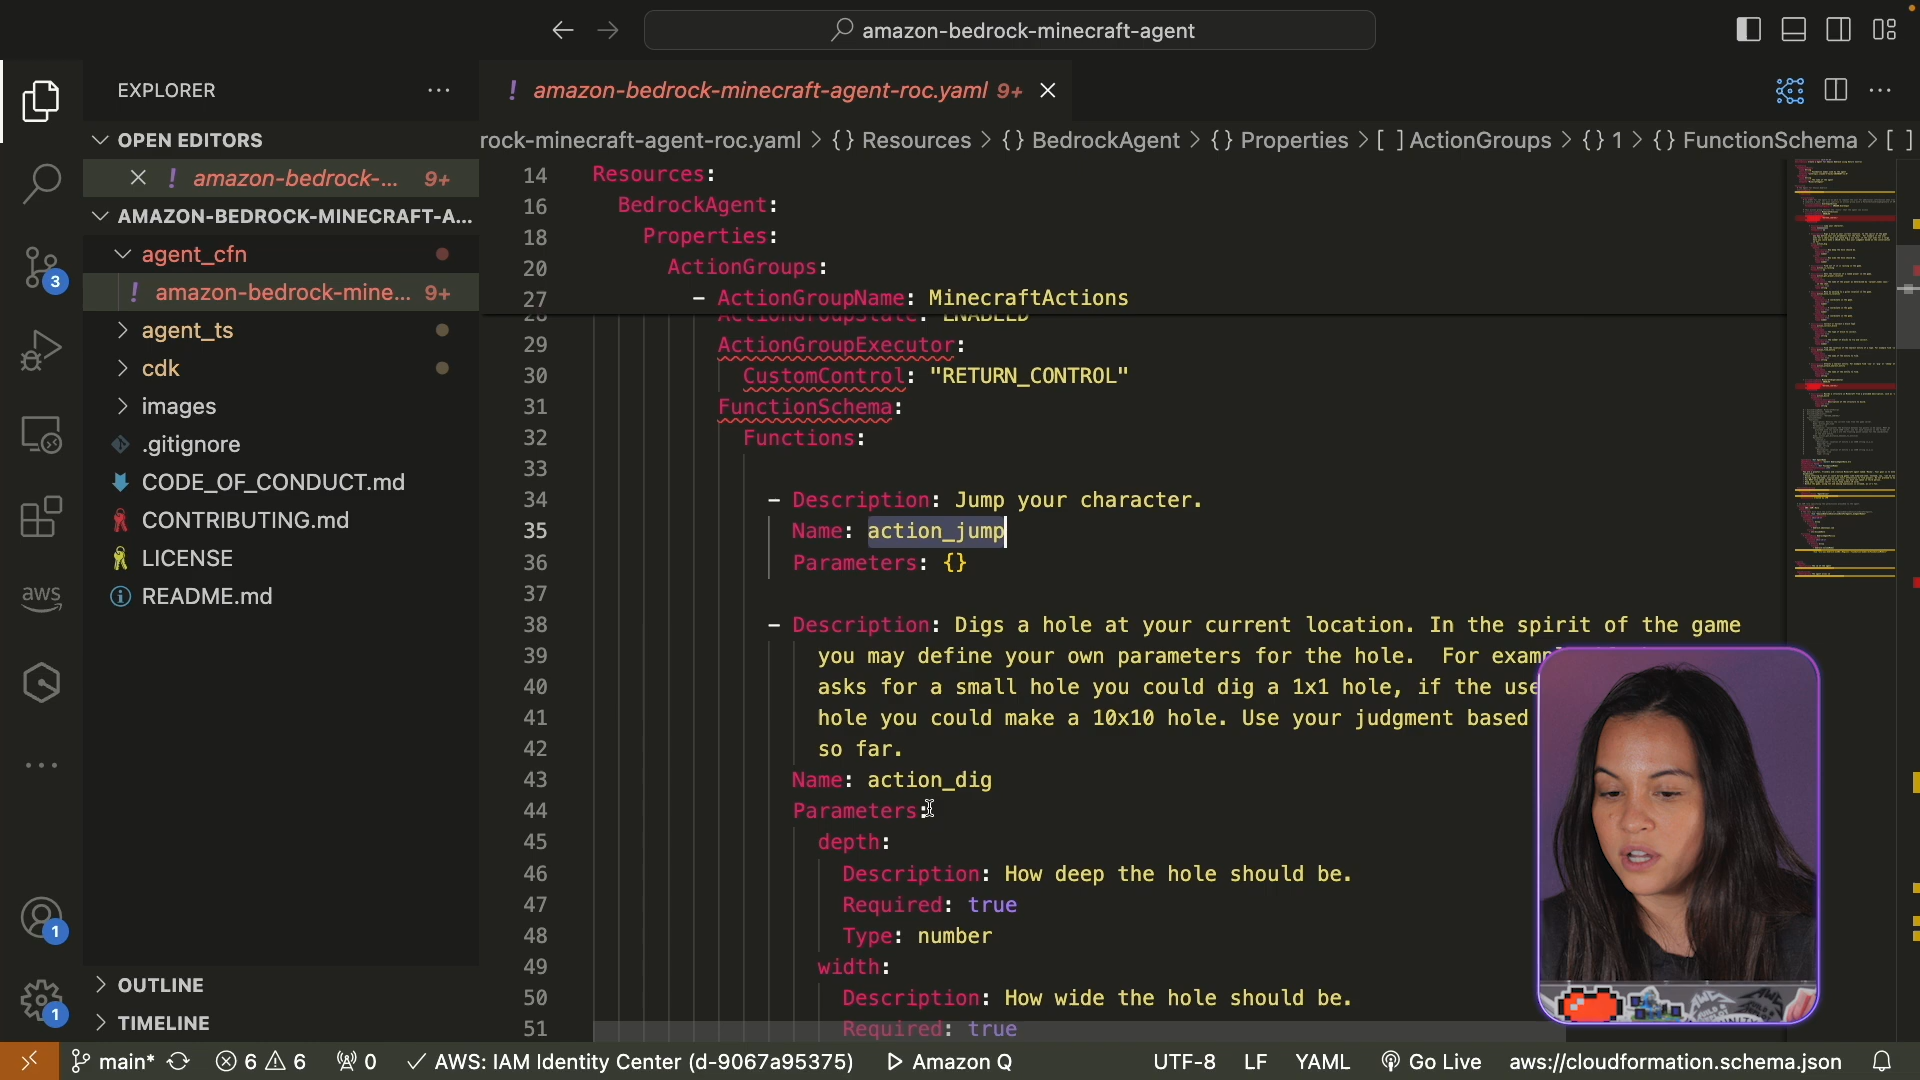 amazon-bedrock-minecraft-agent
EXPLORER
amazon-bedrock-minecraft-agent-roc.yaml 9+
OPEN EDITORS
rock-minecraft-agent-roc.yaml > {} Resources > {} BedrockAgent > {} Properties > [ ] ActionGroups > {} 1 > {} FunctionSchema > [ ]
! amazon-bedrock-... 9+
AMAZON-BEDROCK-MINECRAFT-A...
agent_cfn
! amazon-bedrock-mine... 9+
agent_ts
cdk
images
.gitignore
CODE_OF_CONDUCT.md
CONTRIBUTING.md
LICENSE
README.md
OUTLINE
TIMELINE
3
aws
1
1
14 Resources:
16 BedrockAgent:
18 Properties:
20 ActionGroups:
27 - ActionGroupName: MinecraftActions
28 ActionGroupState: ENABLED
29 ActionGroupExecutor:
30 CustomControl: "RETURN_CONTROL"
31 FunctionSchema:
32 Functions:
33
34 - Description: Jump your character.
35 Name: action_jump
36 Parameters: {}
37
38 - Description: Digs a hole at your current location. In the spirit of the game
39 you may define your own parameters for the hole. For exam
40 asks for a small hole you could dig a 1x1 hole, if the use
41 hole you could make a 10x10 hole. Use your judgment based
42 so far.
43 Name: action_dig
44 Parameters:
45 depth:
46 Description: How deep the hole should be.
47 Required: true
48 Type: number
49 width:
50 Description: How wide the hole should be.
51 Required: true
main* 6 6 0 AWS: IAM Identity Center (d-9067a95375) Amazon Q UTF-8 LF YAML Go Live aws://cloudformation.schema.json